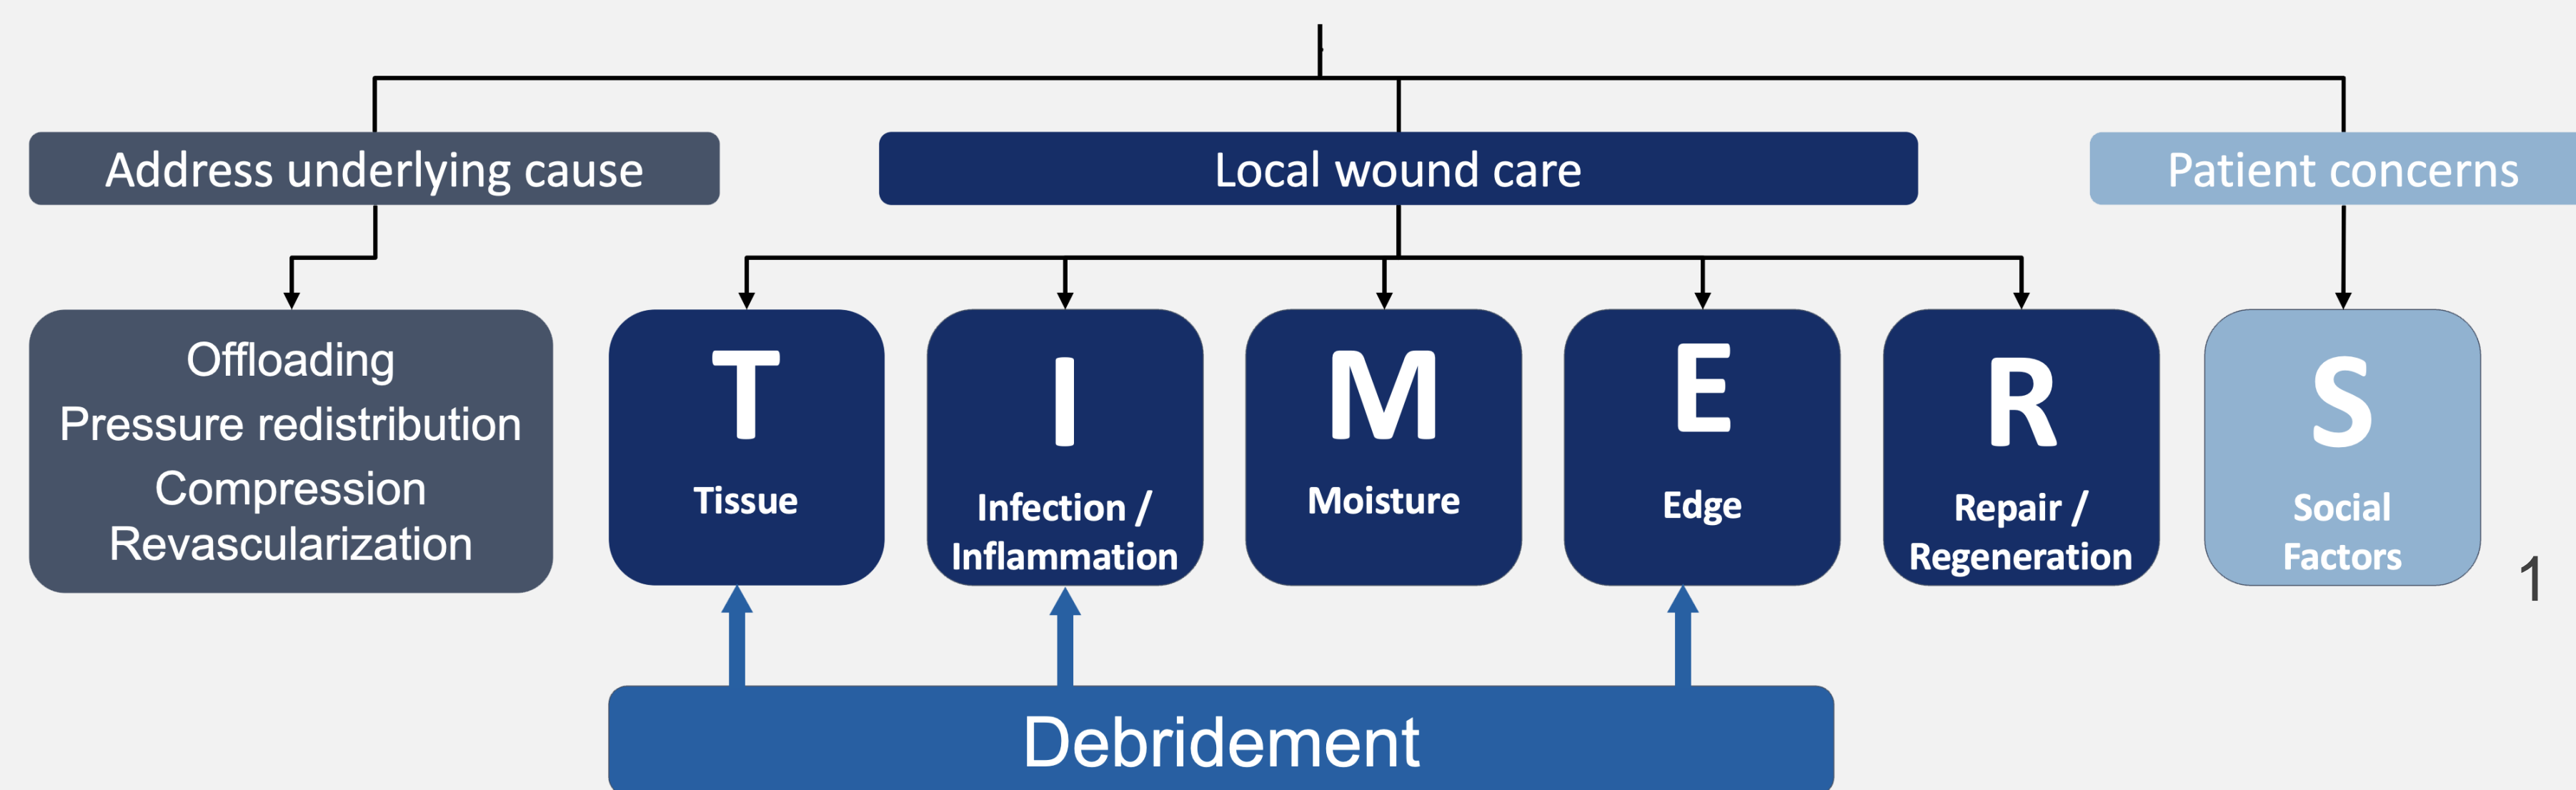 Address underlying cause
Local wound care
Patient concerns
Offloading
Pressure redistribution
Compression
Revascularization
T
Tissue
I
Infection /
Inflammation
M
Moisture
E
Edge
R
Repair /
Regeneration
S
Social
Factors
1
Debridement